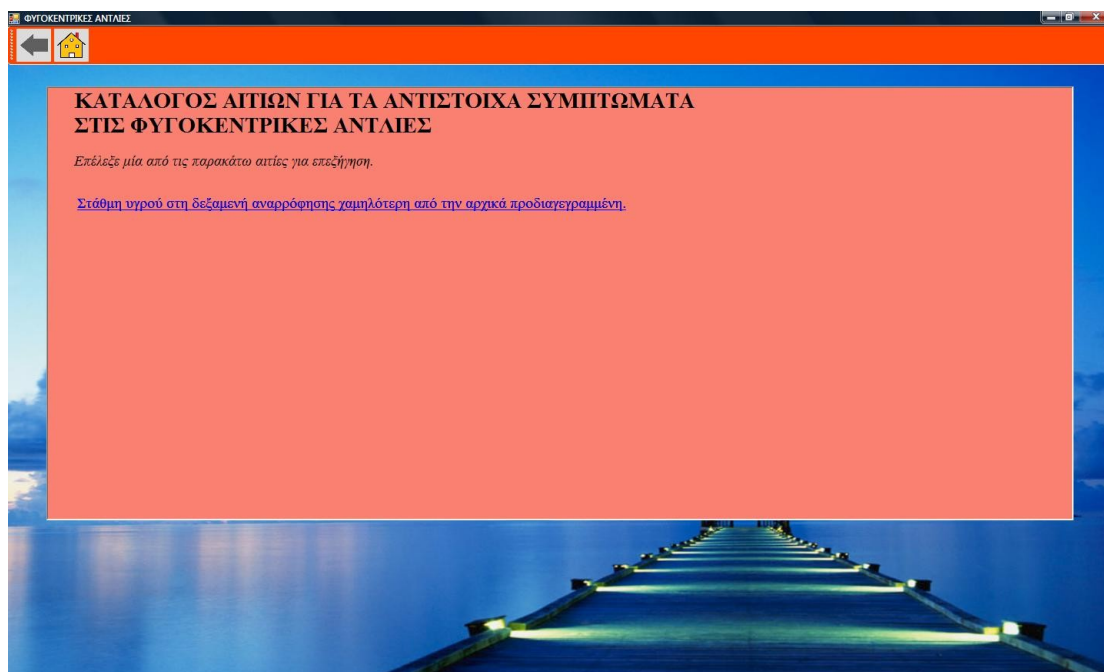 ΦΥΓΟΚΕΝΤΡΙΚΕΣ ΑΝΤΛΙΕΣ
ΚΑΤΑΛΟΓΟΣ ΑΙΤΙΩΝ ΓΙΑ ΤΑ ΑΝΤΙΣΤΟΙΧΑ ΣΥΜΠΤΩΜΑΤΑ
ΣΤΙΣ ΦΥΓΟΚΕΝΤΡΙΚΕΣ ΑΝΤΛΙΕΣ
Επέλεξε μία από τις παρακάτω αιτίες για επεξήγηση.
Στάθμη υγρού στη δεξαμενή αναρρόφησης χαμηλότερη από την αρχικά προδιαγεγραμμένη.